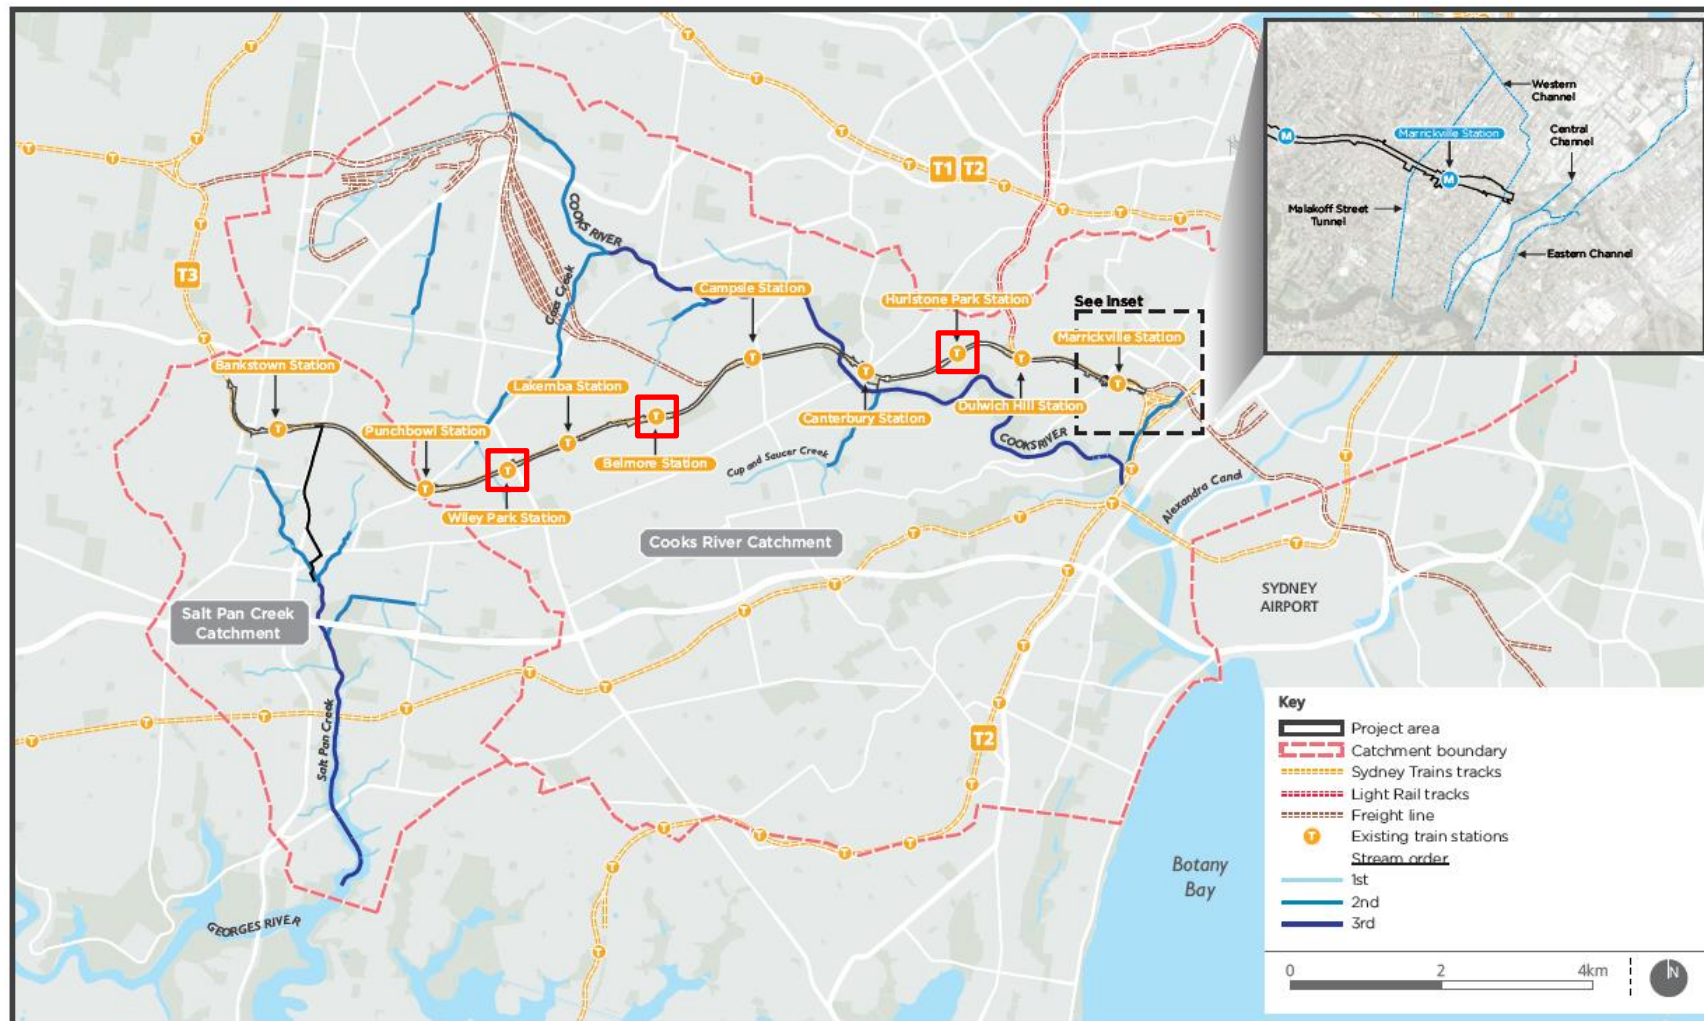 T1 T2
T3
T2
COOKS RIVER
Coxs Creek
Campsie Station
Hurlstone Park Station
See Inset
Marrickville Station
Bankstown Station
Lakemba Station
Punchbowl Station
Belmore Station
Wiley Park Station
Canterbury Station
Dulwich Hill Station
COOKS RIVER
Cup and Saucer Creek
Alexandra Canal
Cooks River Catchment
Salt Pan Creek
Catchment
Salt Pan Creek
GEORGES RIVER
SYDNEY
AIRPORT
Botany
Bay
Western
Channel
Marrickville Station
Central
Channel
Malakoff Street
Tunnel
Eastern Channel
M
M
Key
Project area
Catchment boundary
Sydney Trains tracks
Light Rail tracks
Freight line
T Existing train stations
Stream order
1st
2nd
3rd
0 2 4km
N